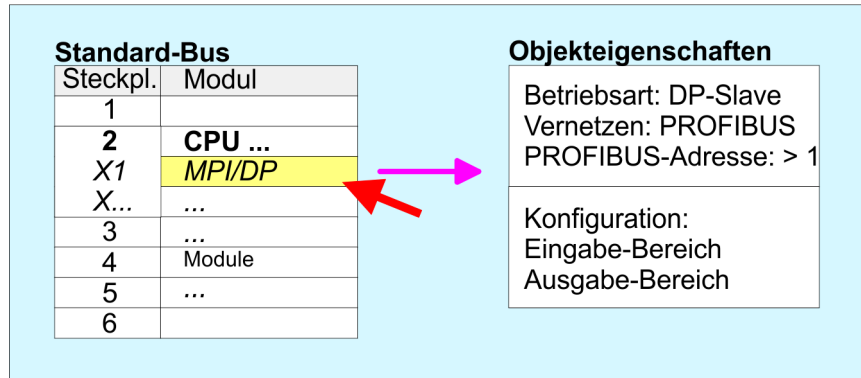 Standard-Bus
Steckpl. Modul
1
2 CPU ...
X1 MPI/DP
X... ...
3 ...
4 Module
5 ...
6
Objekteigenschaften
Betriebsart: DP-Slave
Vernetzen: PROFIBUS
PROFIBUS-Adresse: > 1
Konfiguration:
Eingabe-Bereich
Ausgabe-Bereich